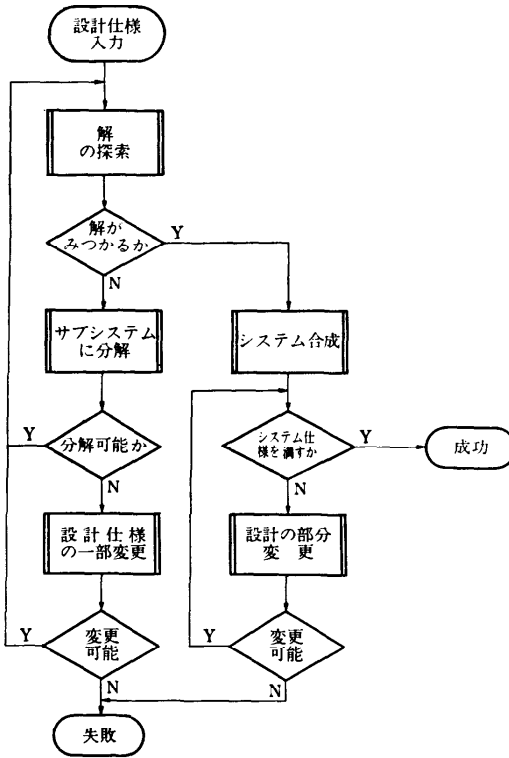 設計仕様
入力
解
の探索
解が
みつかるか
Y
N
サブシステム
に分解
システム合成
Y
分解可能か
N
システム仕
様を満すか
Y
N
成功
設計仕様
の一部変更
設計の部分
変更
Y
変更
可能
N
Y
変更
可能
N
失敗